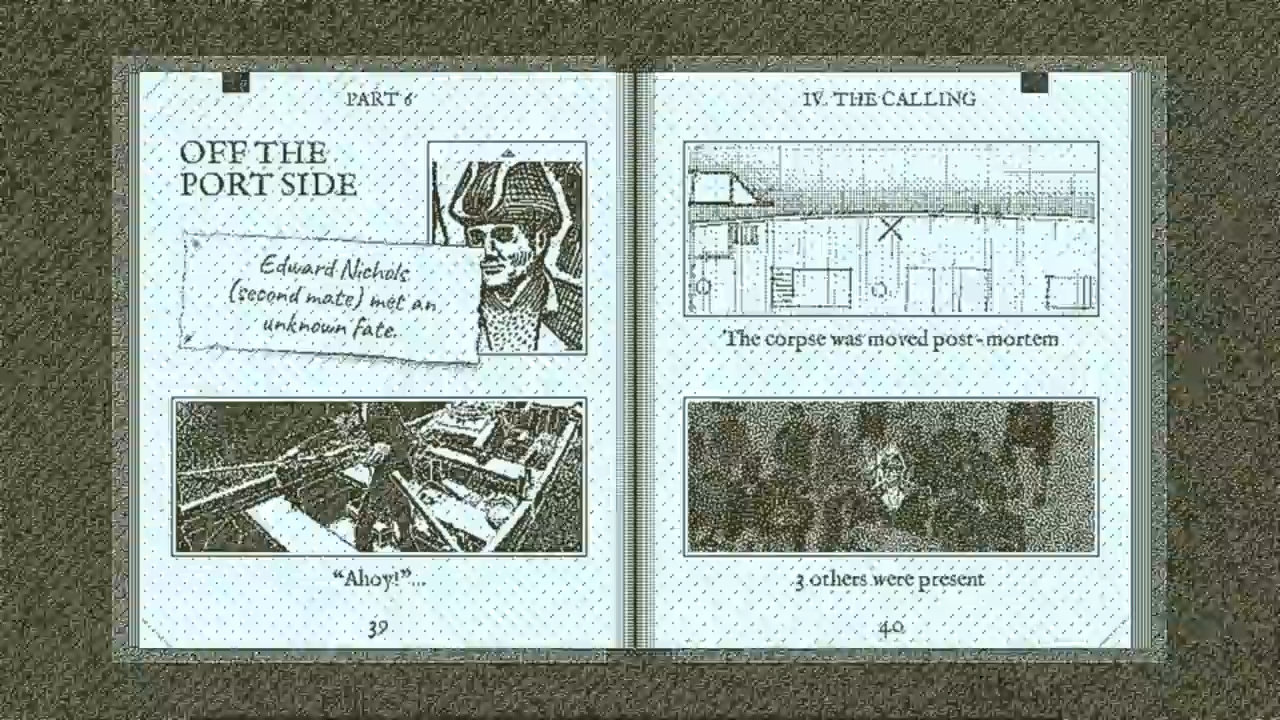 PART 6
OFF THE
PORT SIDE
Edward Nichols
(second mate) met an
unknown fate.
"Ahoy!"...
39
IV. THE CALLING
The corpse was moved post-mortem
3 others were present
40